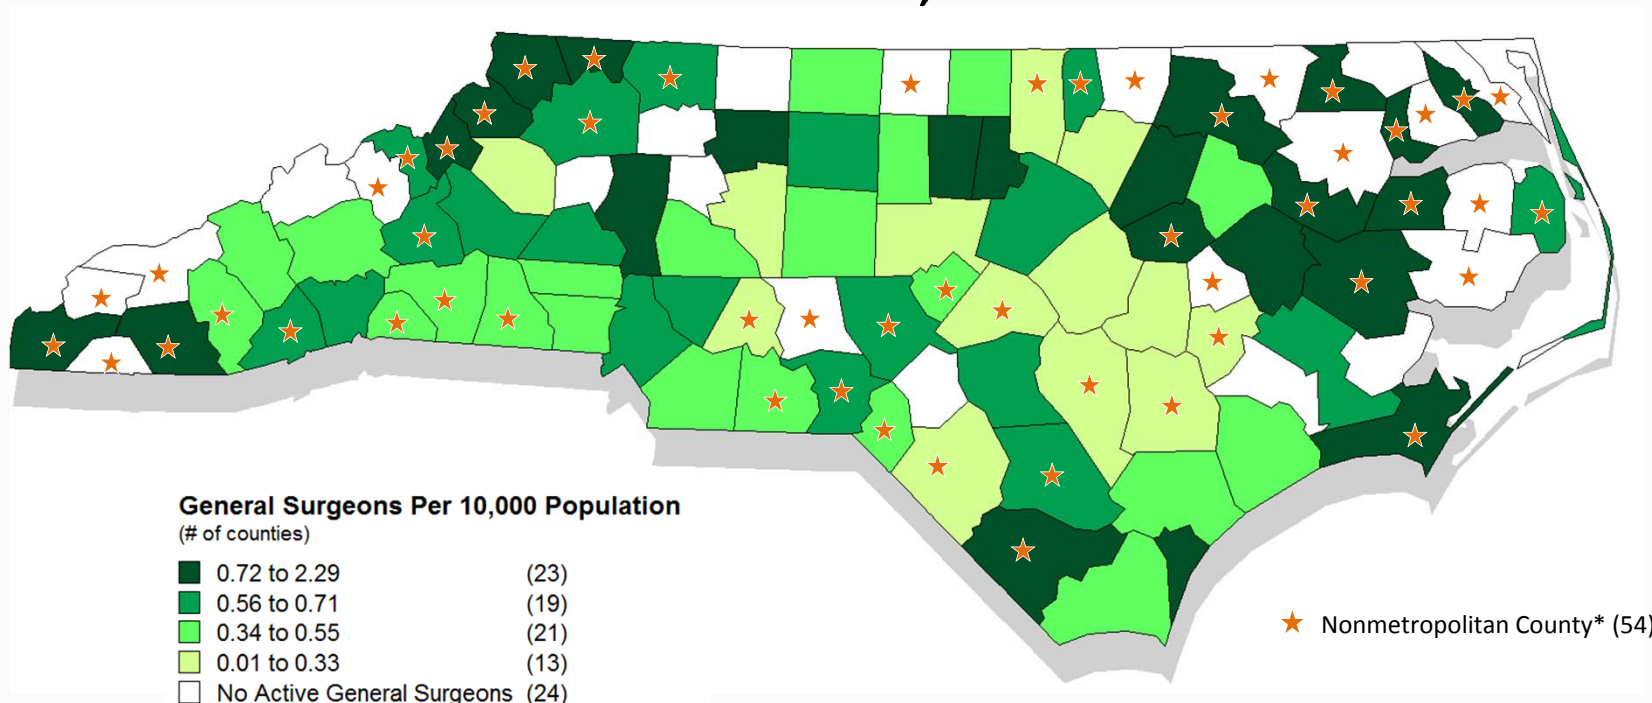 General Surgeons Per 10,000 Population
(# of counties)
0.72 to 2.29 (23)
0.56 to 0.71 (19)
0.34 to 0.55 (21)
0.01 to 0.33 (13)
No Active General Surgeons (24)
Nonmetropolitan County* (54)